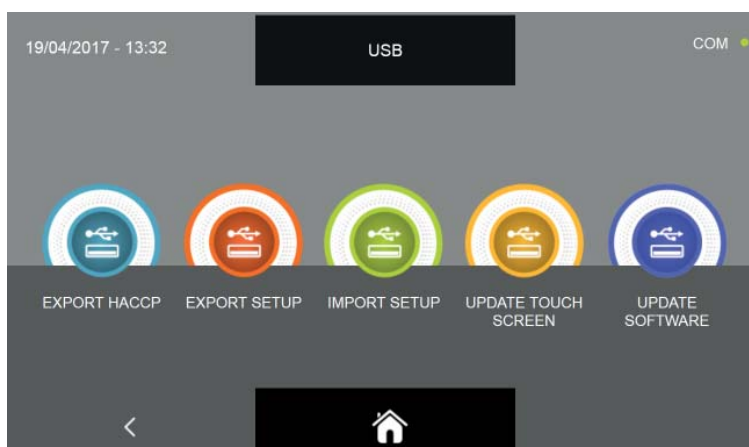 19/04/2017 - 13:32
USB
COM
EXPORT HACCP
EXPORT SETUP
IMPORT SETUP
UPDATE TOUCH
SCREEN
UPDATE
SOFTWARE